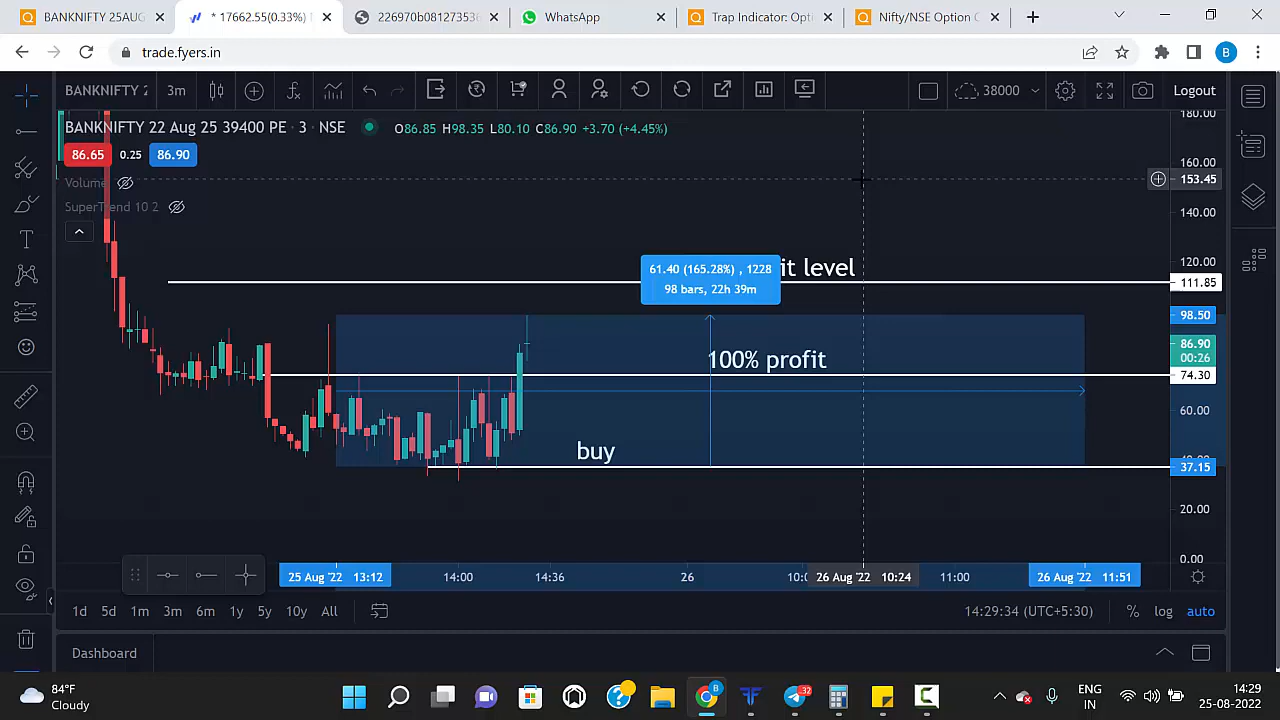 BANKNIFTY 25AUG
* 17662.55(0.33%)
226970b1812328
WhatsApp
Trap Indicator: Opti
Nifty/NSE Option C
trade.fyers.in
B
BANKNIFTY 2
3m
38000
Logout
BANKNIFTY 22 Aug 25 39400 PE · 3 · NSE
O86.85 H98.35 L80.10 C86.90 +3.70 (+4.45%)
86.65
0.25
86.90
Volume
SuperTrend 10 2
180.00
160.00
153.45
140.00
120.00
61.40 (165.28%) , 1228
98 bars, 22h 39m
it level
111.85
98.50
86.90
00:26
100% profit
74.30
60.00
buy
37.15
20.00
0.00
25 Aug '22 13:12
14:00
14:36
26
10:0
26 Aug '22 10:24
11:00
26 Aug '22 11:51
1d
5d
1m
3m
6m
1y
5y
10y
All
14:29:34 (UTC+5:30)
%
log
auto
Dashboard
84°F
Cloudy
B
32
ENG
IN
14:29
25-08-2022